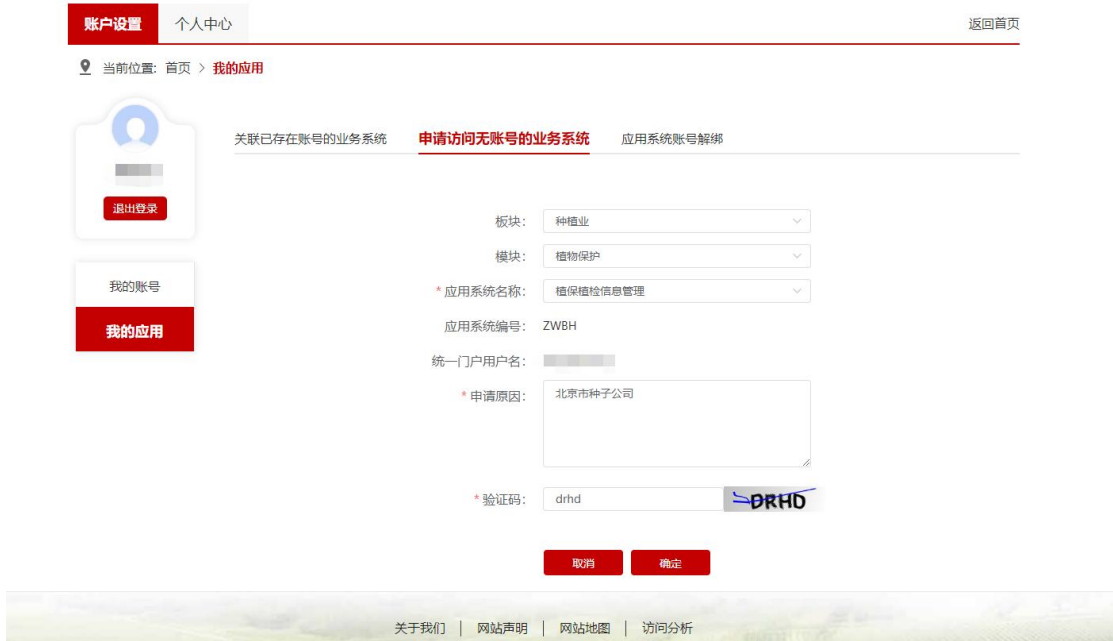 账户设置 个人中心 返回首页
当前位置: 首页 > 我的应用
关联已存在账号的业务系统 申请访问无账号的业务系统 应用系统账号解绑
退出登录
板块: 种植业
模块: 植物保护
我的账号
* 应用系统名称: 植保植检信息管理
我的应用
应用系统编号: ZWBH
统一门户用户名:
* 申请原因: 北京市种子公司
* 验证码: drhd DRHD
取消 确定
关于我们 | 网站声明 | 网站地图 | 访问分析